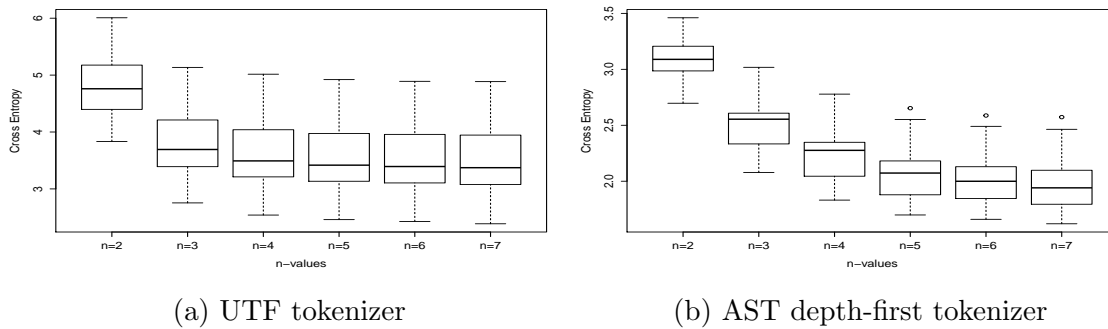 Cross Entropy
6
5
4
3
n=2 n=3 n=4 n=5 n=6 n=7
n-values
(a) UTF tokenizer
Cross Entropy
3.5
3.0
2.5
2.0
n=2 n=3 n=4 n=5 n=6 n=7
n-values
(b) AST depth-first tokenizer